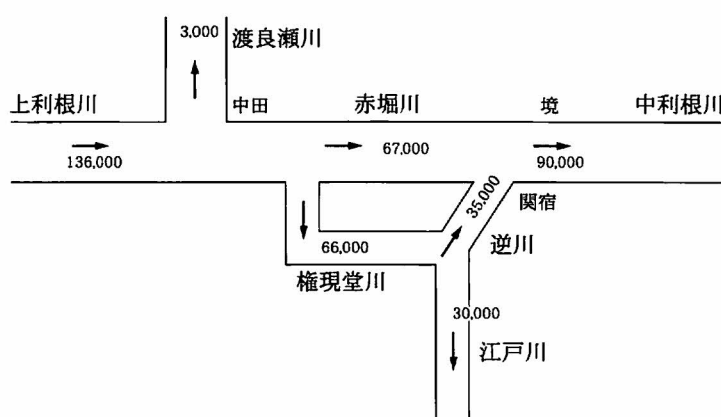 3,000
渡良瀬川
上利根川
中田
赤堀川
境
中利根川
136,000
67,000
90,000
35,000
関宿
66,000
逆川
権現堂川
30,000
江戸川